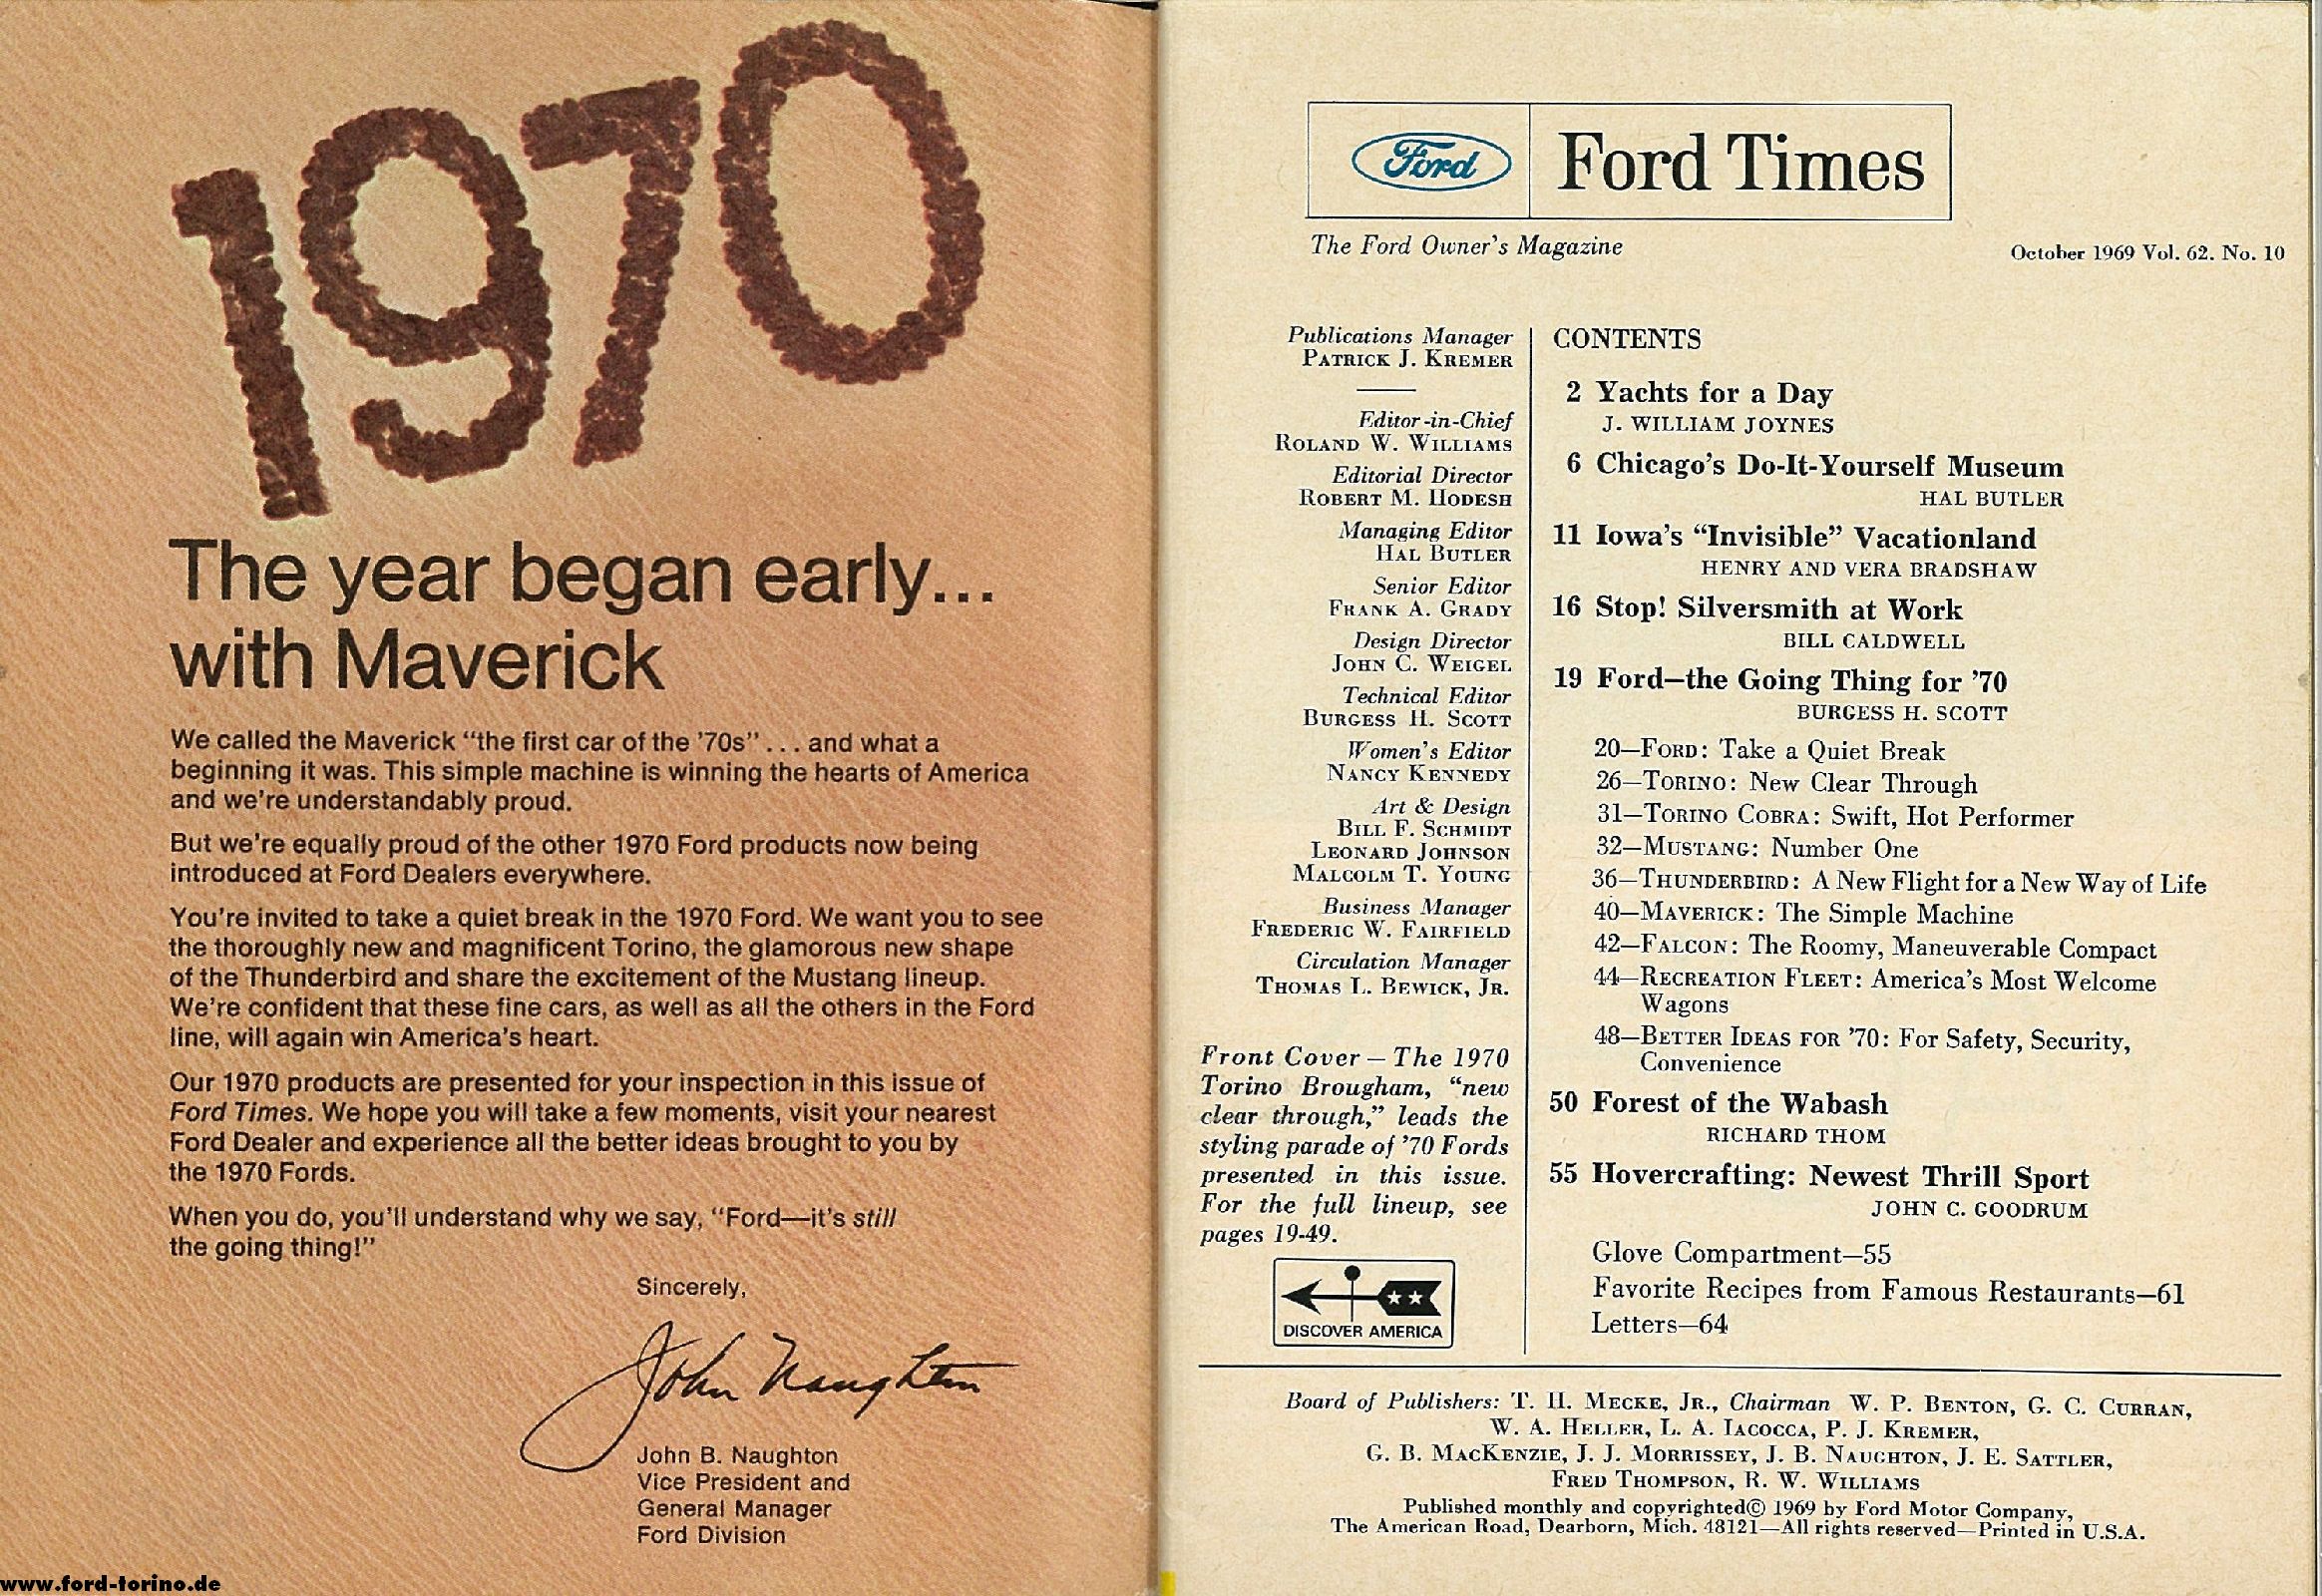 1970
The year began early...
with Maverick
We called the Maverick “the first car of the '70s” . . . and what a
beginning it was. This simple machine is winning the hearts of America
and we're understandably proud.
But we're equally proud of the other 1970 Ford products now being
introduced at Ford Dealers everywhere.
You're invited to take a quiet break in the 1970 Ford. We want you to see
the thoroughly new and magnificent Torino, the glamorous new shape
of the Thunderbird and share the excitement of the Mustang lineup.
We're confident that these fine cars, as well as all the others in the Ford
line, will again win America's heart.
Our 1970 products are presented for your inspection in this issue of
Ford Times. We hope you will take a few moments, visit your nearest
Ford Dealer and experience all the better ideas brought to you by
the 1970 Fords.
When you do, you'll understand why we say, “Ford—it's still
the going thing!”
Sincerely,
John Naughton
John B. Naughton
Vice President and
General Manager
Ford Division
www.ford-torino.de
Ford
Ford Times
The Ford Owner's Magazine
October 1969 Vol. 62. No. 10
Publications Manager
PATRICK J. KREMER
Editor-in-Chief
ROLAND W. WILLIAMS
Editorial Director
ROBERT M. HODESH
Managing Editor
HAL BUTLER
Senior Editor
FRANK A. GRADY
Design Director
JOHN C. WEIGEL
Technical Editor
BURGESS H. SCOTT
Women's Editor
NANCY KENNEDY
Art & Design
BILL F. SCHMIDT
LEONARD JOHNSON
MALCOLM T. YOUNG
Business Manager
FREDERIC W. FAIRFIELD
Circulation Manager
THOMAS L. BEWICK, JR.
Front Cover — The 1970
Torino Brougham, “new
clear through,” leads the
styling parade of '70 Fords
presented in this issue.
For the full lineup, see
pages 19-49.
DISCOVER AMERICA
CONTENTS
2 Yachts for a Day
J. WILLIAM JOYNES
6 Chicago's Do-It-Yourself Museum
HAL BUTLER
11 Iowa's “Invisible” Vacationland
HENRY AND VERA BRADSHAW
16 Stop! Silversmith at Work
BILL CALDWELL
19 Ford—the Going Thing for '70
BURGESS H. SCOTT
20—FORD: Take a Quiet Break
26—TORINO: New Clear Through
31—TORINO COBRA: Swift, Hot Performer
32—MUSTANG: Number One
36—THUNDERBIRD: A New Flight for a New Way of Life
40—MAVERICK: The Simple Machine
42—FALCON: The Roomy, Maneuverable Compact
44—RECREATION FLEET: America's Most Welcome
Wagons
48—BETTER IDEAS FOR '70: For Safety, Security,
Convenience
50 Forest of the Wabash
RICHARD THOM
55 Hovercrafting: Newest Thrill Sport
JOHN C. GOODRUM
Glove Compartment—55
Favorite Recipes from Famous Restaurants—61
Letters—64
Board of Publishers: T. H. MECKE, JR., Chairman W. P. BENTON, G. C. CURRAN,
W. A. HELLER, L. A. IACOCCA, P. J. KREMER,
G. B. MACKENZIE, J. J. MORRISSEY, J. B. NAUGHTON, J. E. SATTLER,
FRED THOMPSON, R. W. WILLIAMS
Published monthly and copyrighted© 1969 by Ford Motor Company,
The American Road, Dearborn, Mich. 48121—All rights reserved—Printed in U.S.A.